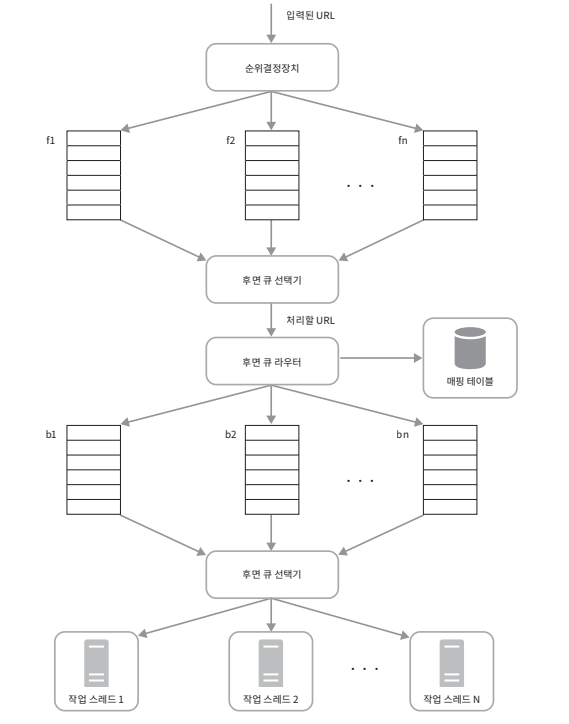 입력된 URL
순위결정장치
f1
f2
fn
. . .
후면 큐 선택기
처리할 URL
후면 큐 라우터
매핑 테이블
b1
b2
bn
. . .
후면 큐 선택기
. . .
작업 스레드 1
작업 스레드 2
작업 스레드 N